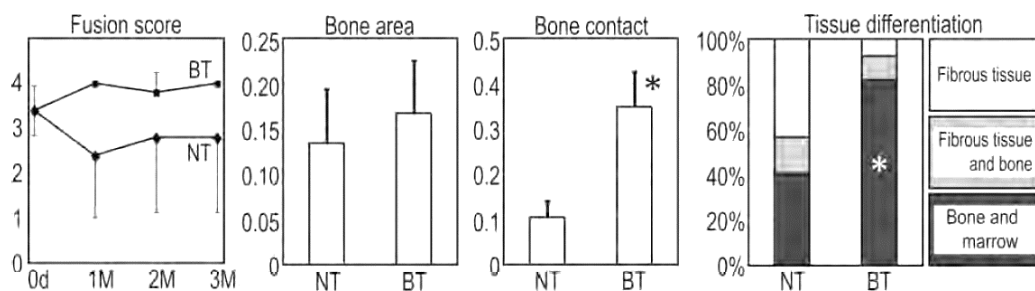 Fusion score
4
3
2
1
0
BT
NT
0d 1M 2M 3M
Bone area
0.25
0.20
0.15
0.10
0.05
0
NT BT
Bone contact
0.5
0.4
0.3
0.2
0.1
0
*
NT BT
Tissue differentiation
100%
80%
60%
40%
20%
0%
*
NT BT
Fibrous tissue
Fibrous tissue
and bone
Bone and
marrow